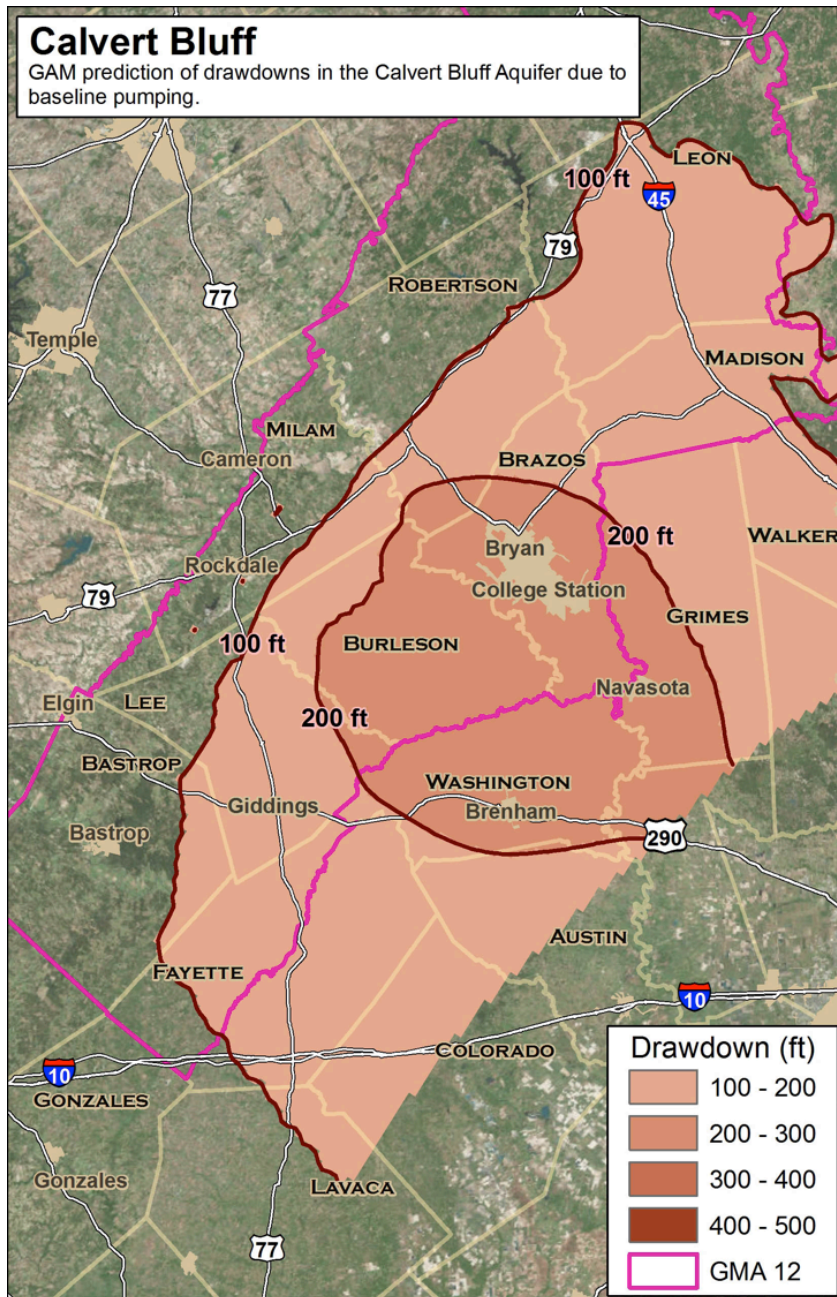 Calvert Bluff
GAM prediction of drawdowns in the Calvert Bluff Aquifer due to
baseline pumping.
LEON
100 ft
45
79
ROBERTSON
77
Temple
MADISON
MILAM
Cameron
BRAZOS
200 ft
WALKER
Bryan
Rockdale
College Station
79
GRIMES
100 ft
BURLESON
Navasota
LEE
Elgin
200 ft
BASTROP
WASHINGTON
Giddings
Brenham
Bastrop
290
AUSTIN
FAYETTE
10
COLORADO
10
GONZALES
Gonzales
LAVACA
77
Drawdown (ft)
100 - 200
200 - 300
300 - 400
400 - 500
GMA 12